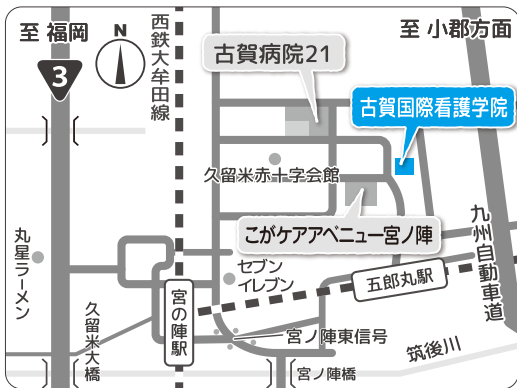 至 福岡
3
N
西鉄大牟田線
至 小郡方面
古賀病院21
古賀国際看護学院
久留米赤十字会館
こがケアアベニュー宮ノ陣
丸星ラーメン
セブン
イレブン
五郎丸駅
九州自動車道
久留米大橋
宮の陣駅
宮ノ陣東信号
筑後川
宮ノ陣橋